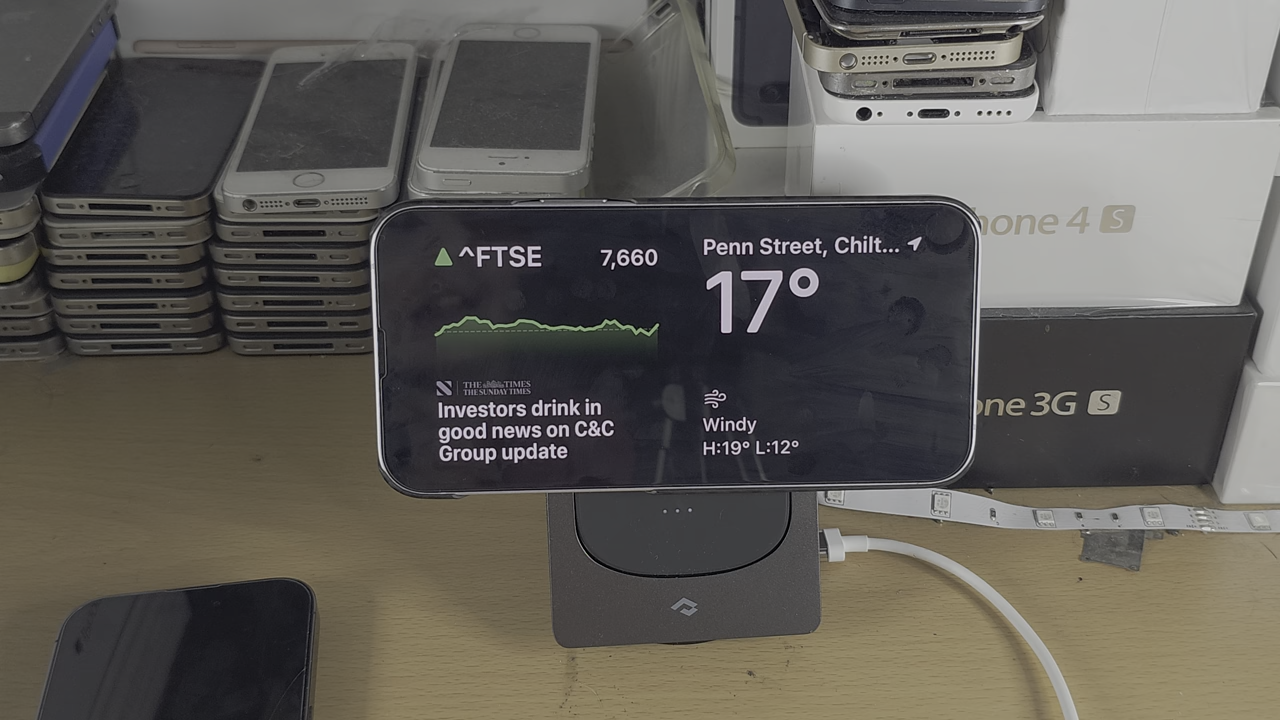 ^FTSE 7,660
THE TIMES
THE SUNDAY TIMES
Investors drink in
good news on C&C
Group update
Penn Street, Chilt...
17°
Windy
H:19° L:12°
hone 4 S
one 3G S